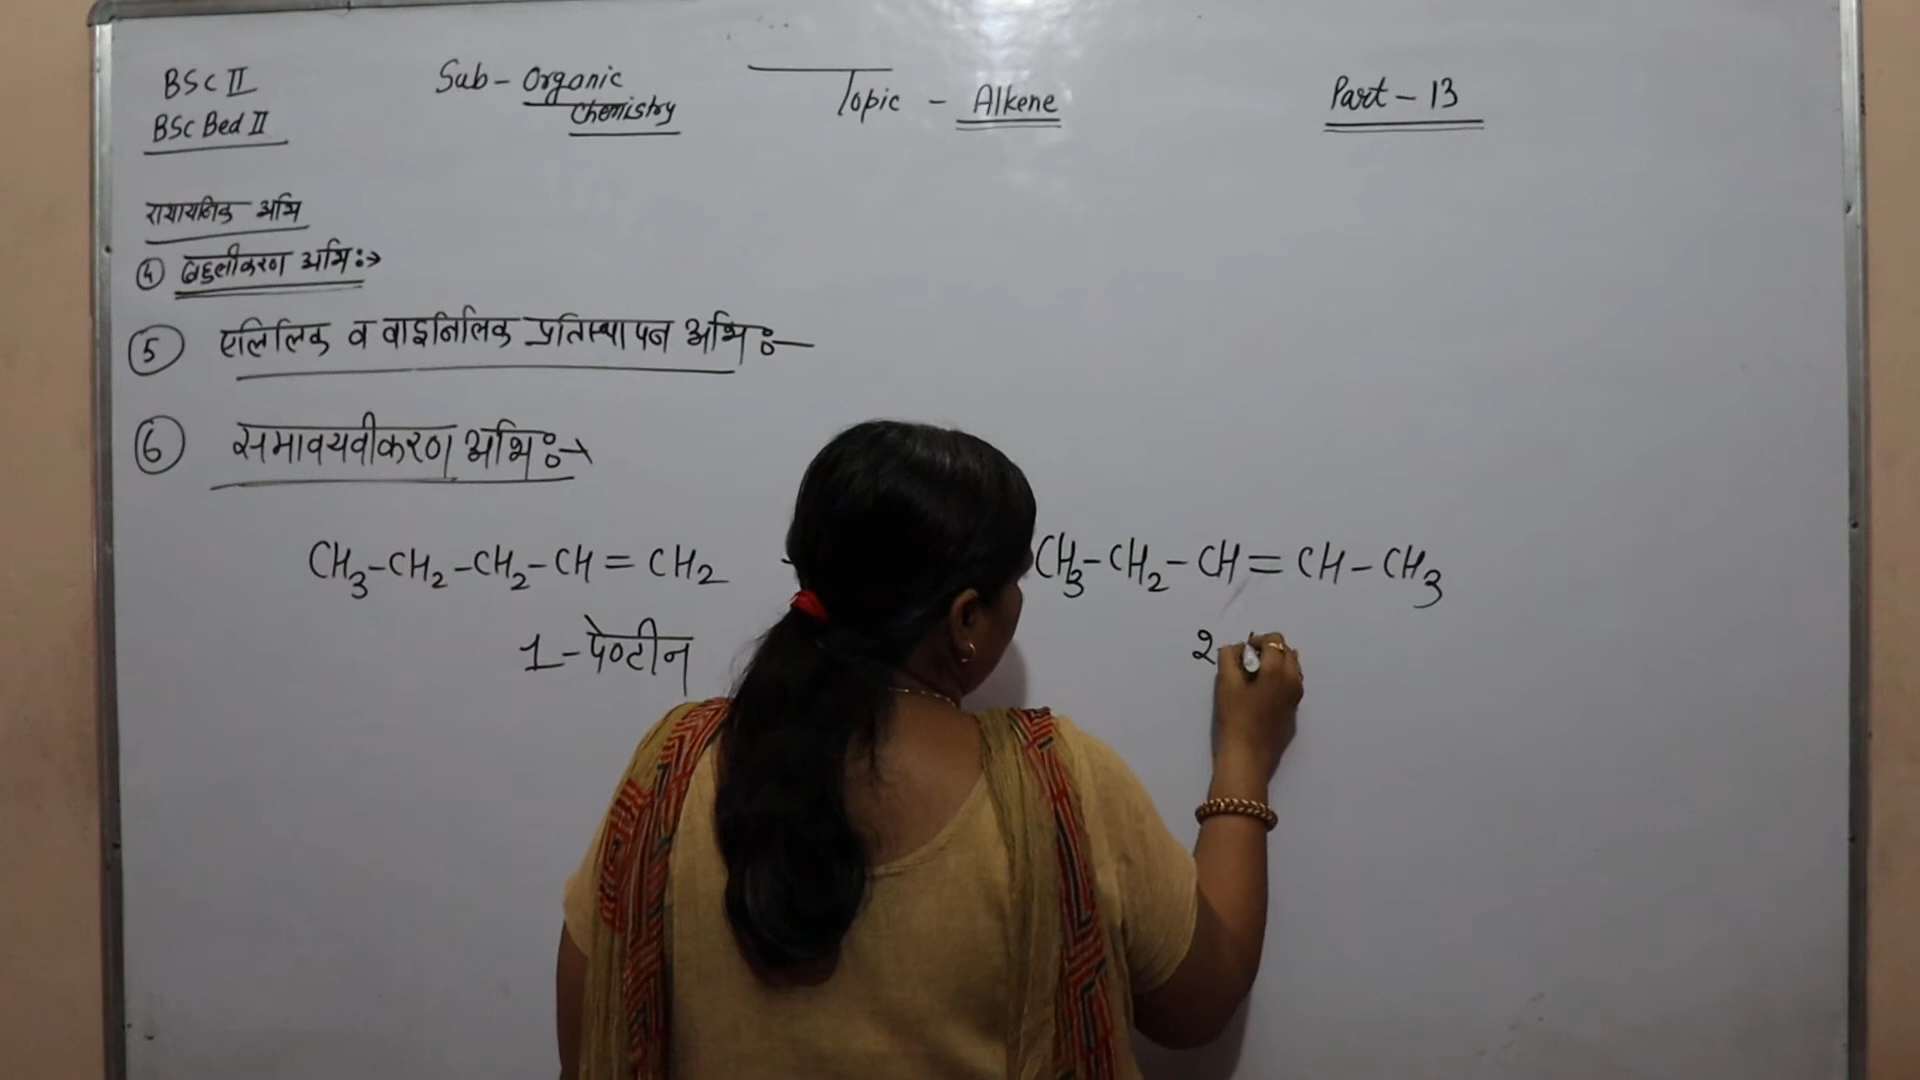 BSc II
BSc Bed II
Sub - Organic
Chemistry
Topic - Alkene
Part - 13
रासायनिक अभि
④ बहुलीकरण अभि :→
⑤ एलिलिक व वाइनिलिक प्रतिस्थापन अभि :-
⑥ समावयवीकरण अभि :→
CH₃-CH₂-CH₂-CH=CH₂ CH₃-CH₂-CH=CH-CH₃
1-पेण्टीन 2